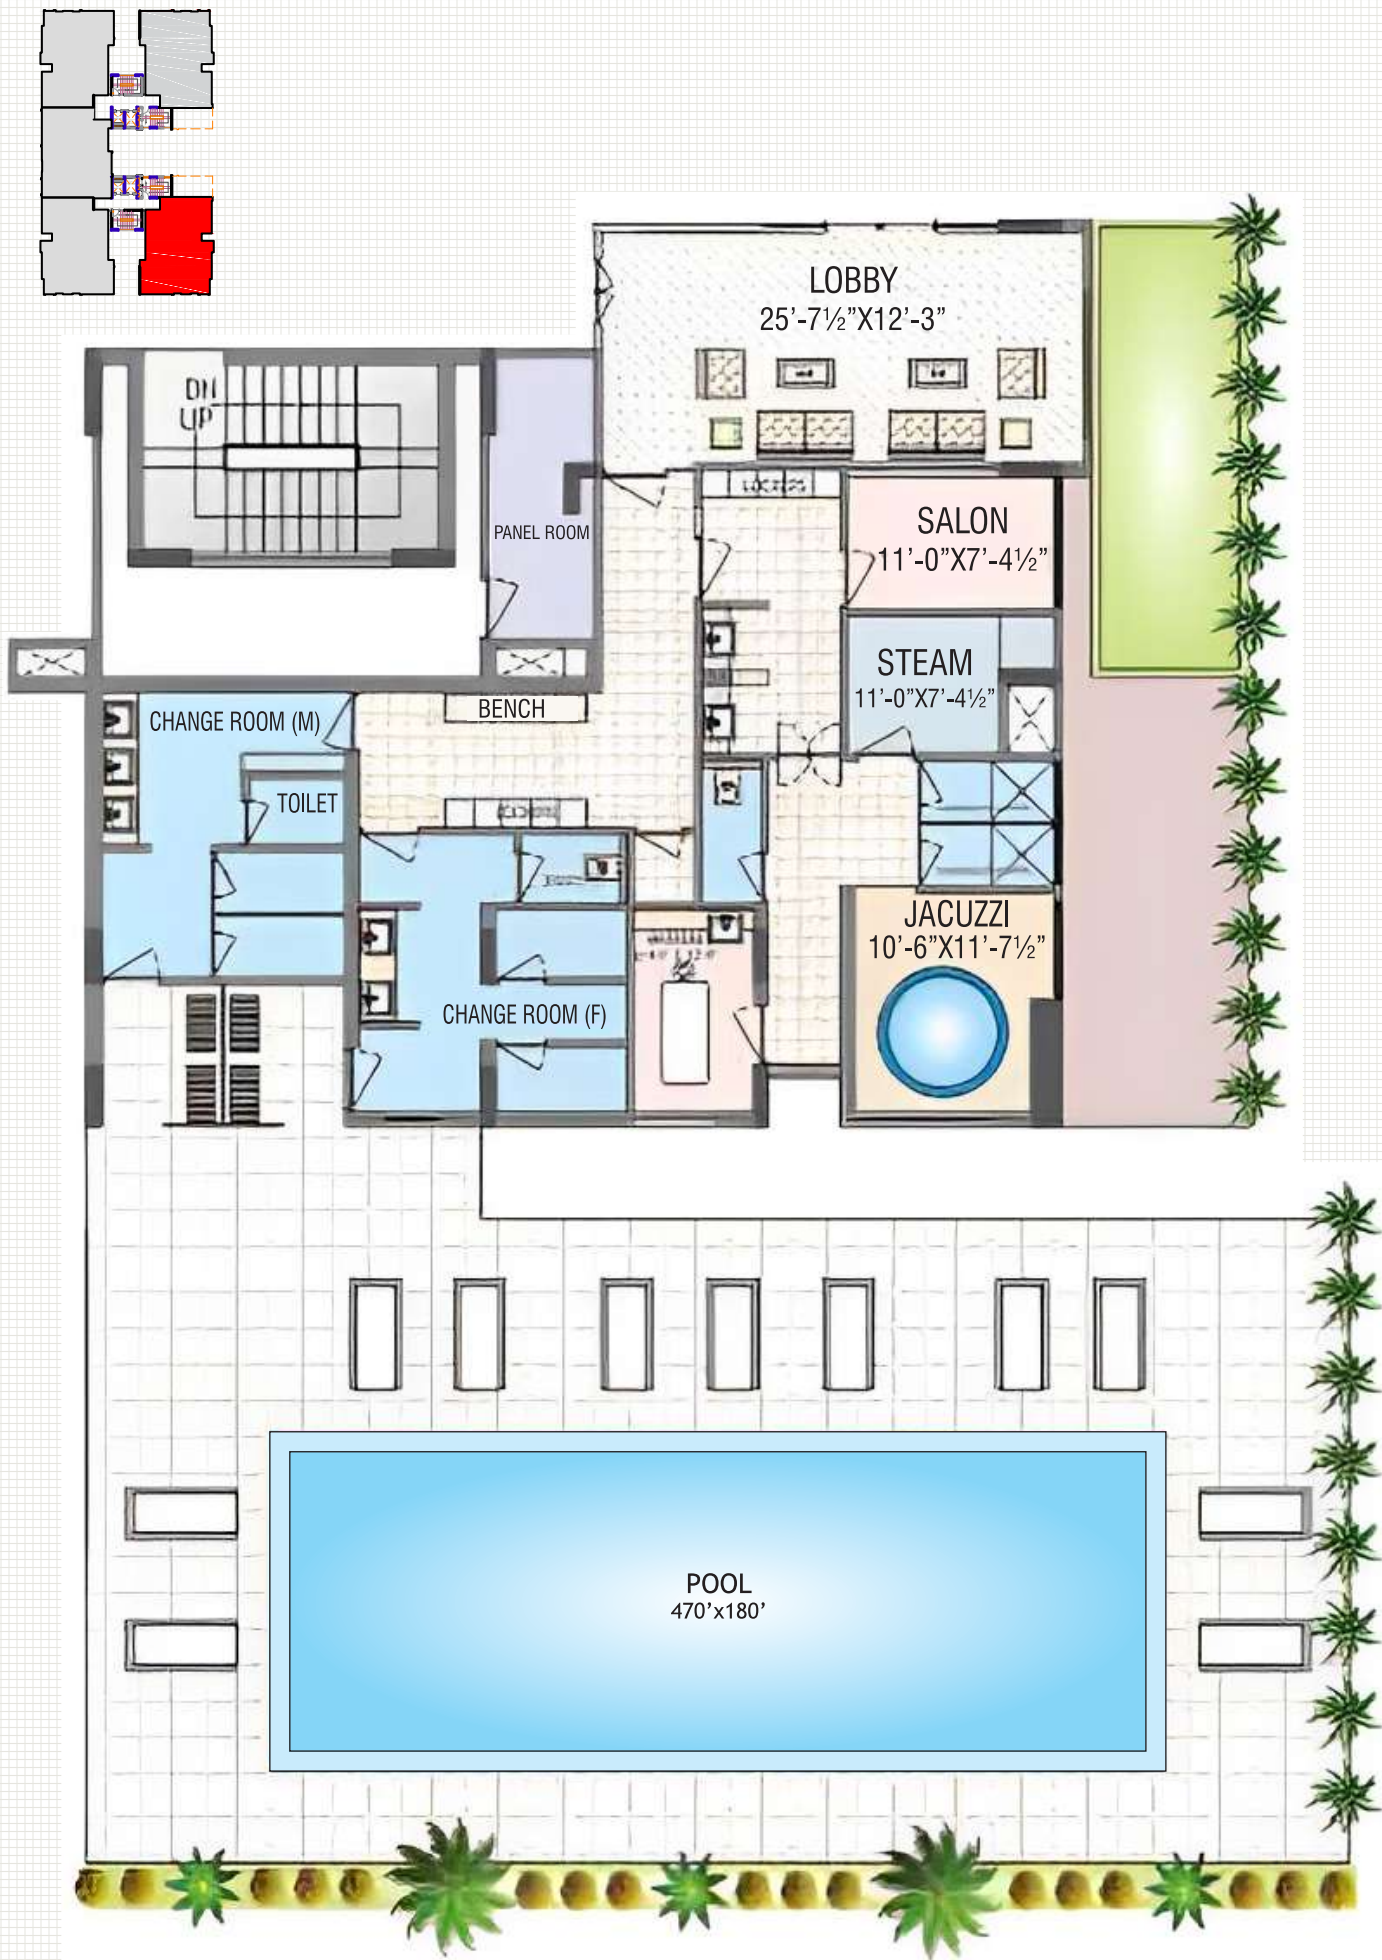 LOBBY
25'-7½"X12'-3"
DN
UP
LOCKERS
SALON
11'-0"X7'-4½"
PANEL ROOM
STEAM
11'-0"X7'-4½"
BENCH
CHANGE ROOM (M)
TOILET
JACUZZI
10'-6"X11'-7½"
CHANGE ROOM (F)
POOL
470'x180'